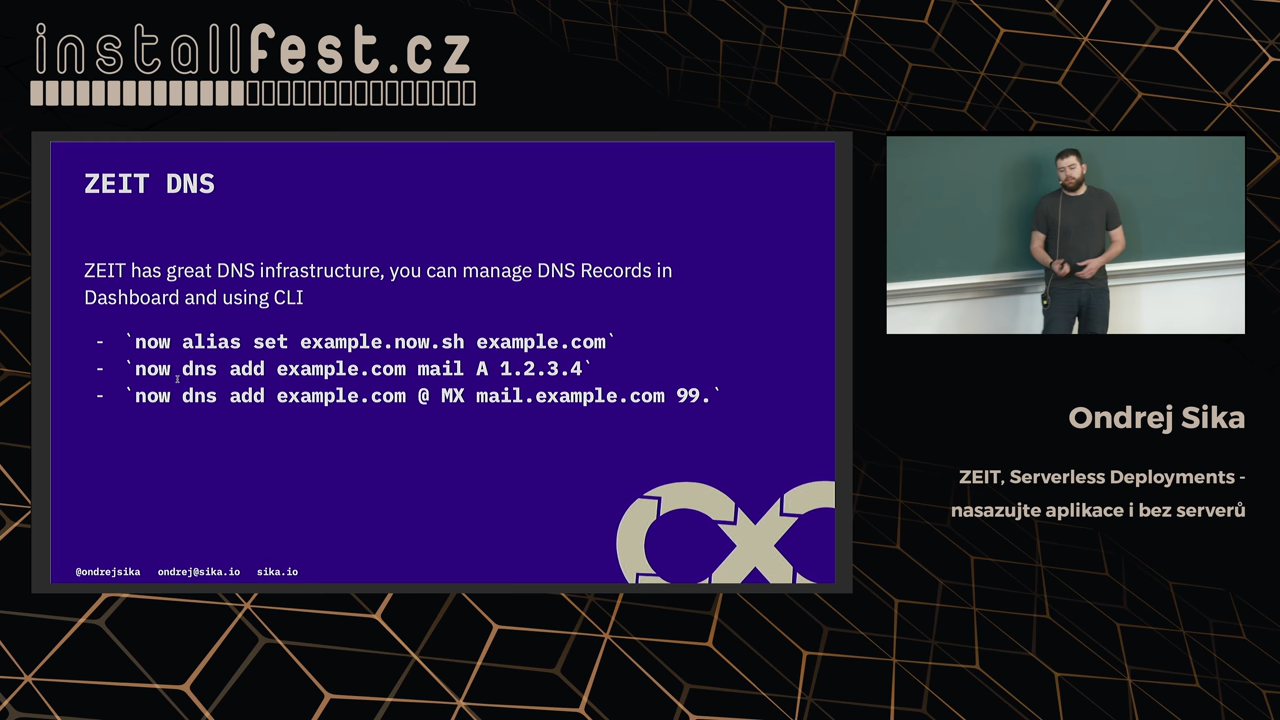 installfest.cz
ZEIT DNS
ZEIT has great DNS infrastructure, you can manage DNS Records in
Dashboard and using CLI
- `now alias set example.now.sh example.com`
- `now dns add example.com mail A 1.2.3.4`
- `now dns add example.com @ MX mail.example.com 99.`
@ondrejsika ondrej@sika.io sika.io
Ondrej Sika
ZEIT, Serverless Deployments -
nasazujte aplikace i bez serverů